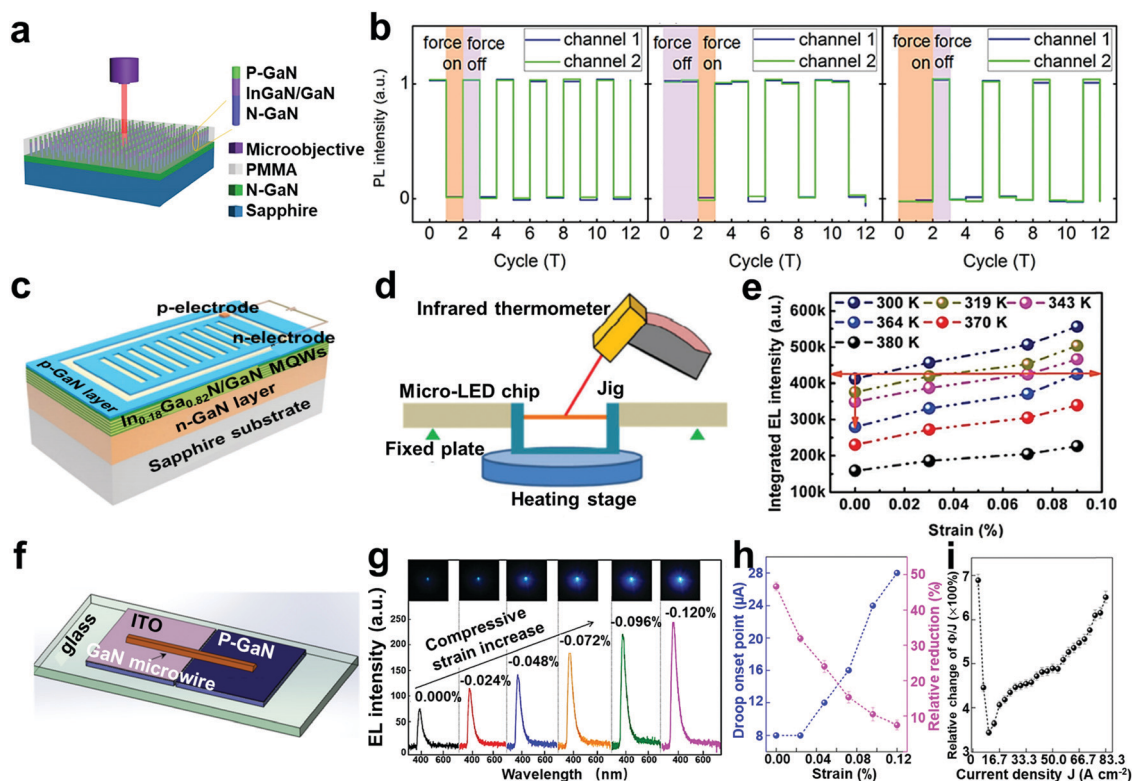 a
P-GaN
InGaN/GaN
N-GaN
Microobjective
PMMA
N-GaN
Sapphire
b
force on
force off
channel 1
channel 2
force off
force on
channel 1
channel 2
force on
force off
channel 1
channel 2
PL intensity (a.u.)
1
0
0 2 4 6 8 10 12
0 2 4 6 8 10 12
0 2 4 6 8 10 12
Cycle (T)
Cycle (T)
Cycle (T)
c
p-electrode
n-electrode
p-GaN layer
In0.18Ga0.82N/GaN MQWs
n-GaN layer
Sapphire substrate
d
Infrared thermometer
Micro-LED chip
Jig
Fixed plate
Heating stage
e
300 K 319 K 343 K
364 K 370 K
380 K
Integrated EL intensity (a.u.)
600k
500k
400k
300k
200k
100k
0.00 0.02 0.04 0.06 0.08 0.10
Strain (%)
f
glass
ITO
P-GaN
GaN microwire
g
EL intensity (a.u.)
250
200
150
100
50
0
Compressive
strain increase
0.000%
-0.024%
-0.048%
-0.072%
-0.096%
-0.120%
400 600 400 600 400 600 400 600 400 600 400 600
Wavelength (nm)
h
Droop onset point (μA)
28
24
20
16
12
8
Relative reduction (%)
50
40
30
20
10
0.00 0.04 0.08 0.12
Strain (%)
i
Relative change of Φ/J (×100%)
7
6
5
4
3
0 16.7 33.3 50.0 66.7 83.3
Current density J (A cm-2)